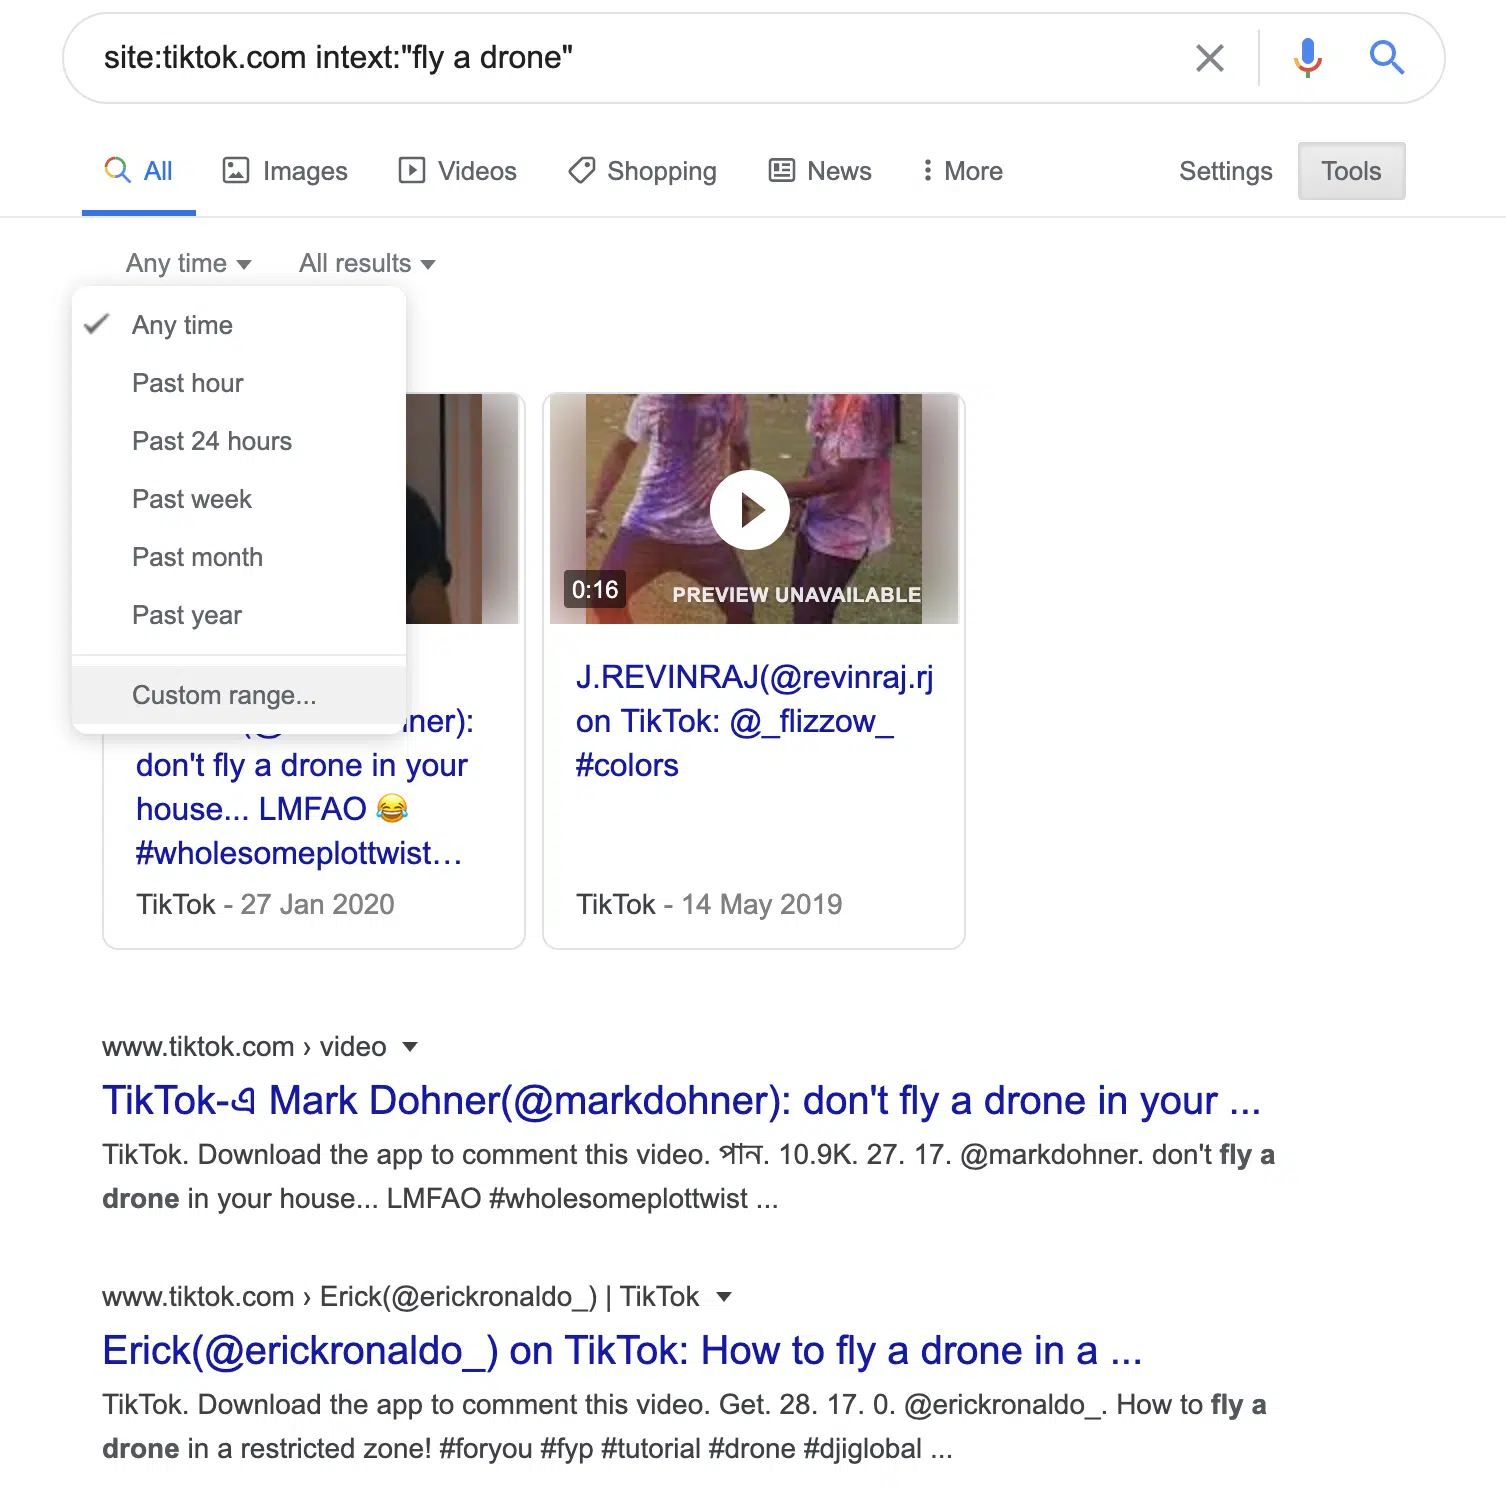 site:tiktok.com intext:"fly a drone"
All Images Videos Shopping News More Settings Tools
Any time All results
Any time
Past hour
Past 24 hours
Past week
Past month
Past year
Custom range...
0:16
PREVIEW UNAVAILABLE
ner):
don't fly a drone in your
house... LMFAO 😂
#wholesomeplottwist…
TikTok - 27 Jan 2020
J.REVINRAJ(@revinraj.rj
on TikTok: @_flizzow_
#colors
TikTok - 14 May 2019
www.tiktok.com › video
TikTok-এ Mark Dohner(@markdohner): don't fly a drone in your ...
TikTok. Download the app to comment this video. পান. 10.9K. 27. 17. @markdohner. don't fly a
drone in your house... LMFAO #wholesomeplottwist ...
www.tiktok.com › Erick(@erickronaldo_) | TikTok
Erick(@erickronaldo_) on TikTok: How to fly a drone in a ...
TikTok. Download the app to comment this video. Get. 28. 17. 0. @erickronaldo_. How to fly a
drone in a restricted zone! #foryou #fyp #tutorial #drone #djiglobal ...